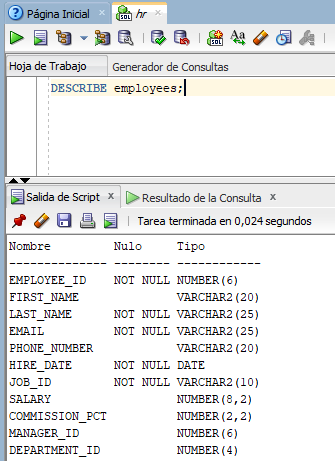 Página Inicial hr
SQL
Hoja de Trabajo Generador de Consultas
DESCRIBE employees;
Salida de Script x Resultado de la Consulta x
Tarea terminada en 0,024 segundos
Nombre Nulo Tipo
-------------- -------- ------------
EMPLOYEE_ID NOT NULL NUMBER(6)
FIRST_NAME VARCHAR2(20)
LAST_NAME NOT NULL VARCHAR2(25)
EMAIL NOT NULL VARCHAR2(25)
PHONE_NUMBER VARCHAR2(20)
HIRE_DATE NOT NULL DATE
JOB_ID NOT NULL VARCHAR2(10)
SALARY NUMBER(8,2)
COMMISSION_PCT NUMBER(2,2)
MANAGER_ID NUMBER(6)
DEPARTMENT_ID NUMBER(4)